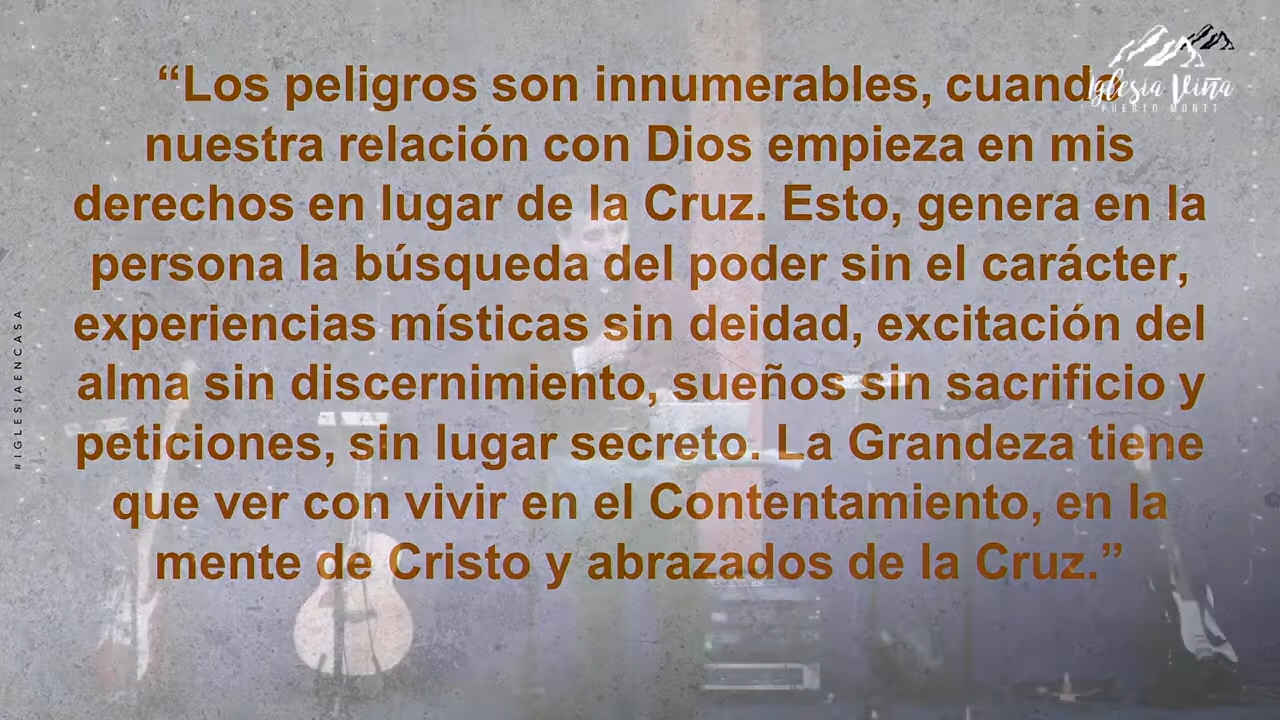 “Los peligros son innumerables, cuando
nuestra relación con Dios empieza en mis
derechos en lugar de la Cruz. Esto, genera en la
persona la búsqueda del poder sin el carácter,
experiencias místicas sin deidad, excitación del
alma sin discernimiento, sueños sin sacrificio y
peticiones, sin lugar secreto. La Grandeza tiene
que ver con vivir en el Contentamiento, en la
mente de Cristo y abrazados de la Cruz.”
Iglesia Viña
PUERTO MONTT
#IGLESIAENCASA